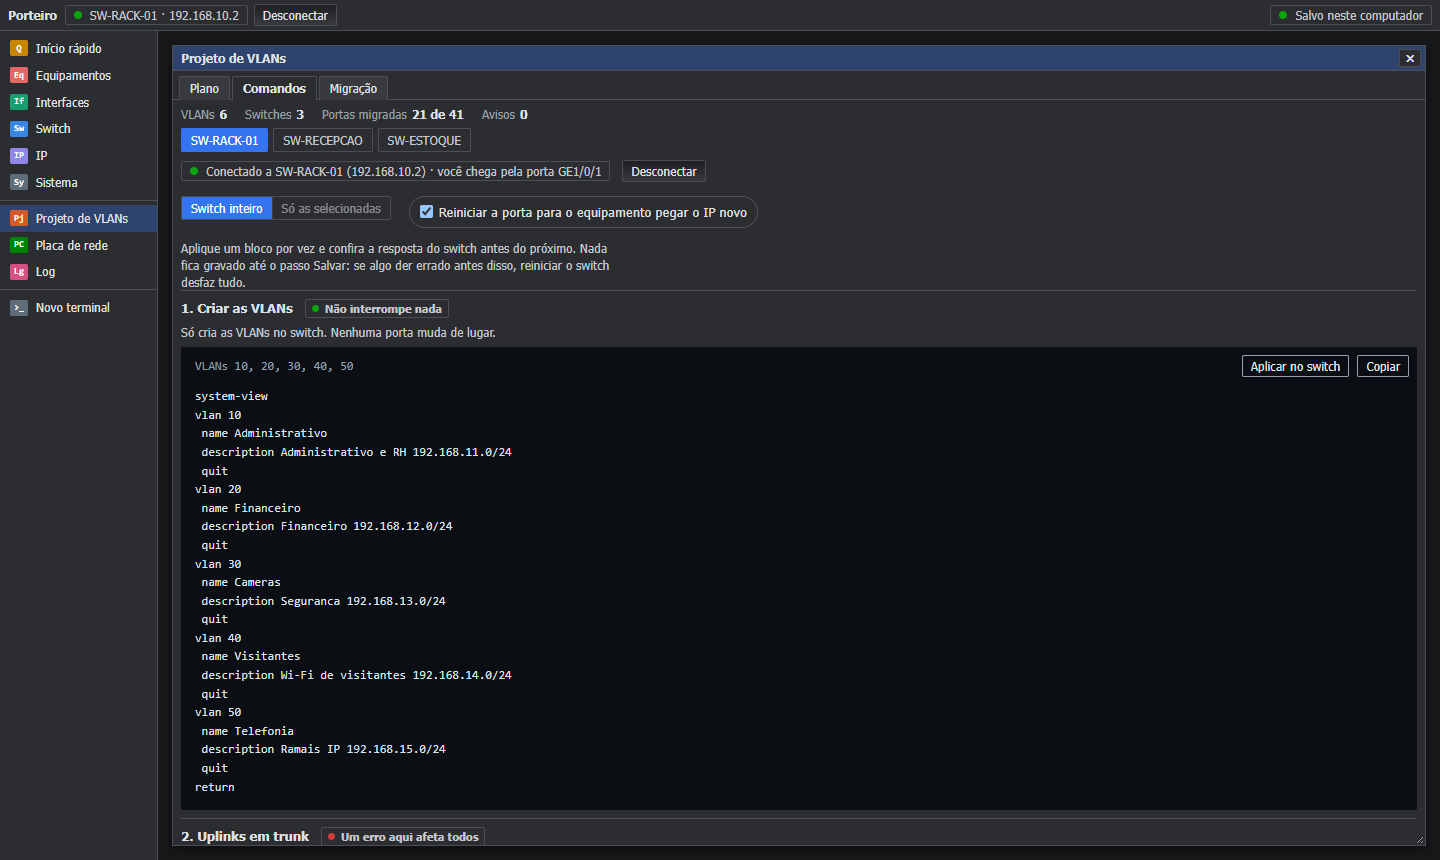 Porteiro SW-RACK-01 · 192.168.10.2 Desconectar Salvo neste computador
Q Início rápido
Eq Equipamentos
If Interfaces
Sw Switch
IP IP
Sy Sistema
Pj Projeto de VLANs
PC Placa de rede
Lg Log
>_ Novo terminal
Projeto de VLANs
Plano Comandos Migração
VLANs 6 Switches 3 Portas migradas 21 de 41 Avisos 0
SW-RACK-01 SW-RECEPCAO SW-ESTOQUE
Conectado a SW-RACK-01 (192.168.10.2) · você chega pela porta GE1/0/1 Desconectar
Switch inteiro Só as selecionadas Reiniciar a porta para o equipamento pegar o IP novo
Aplique um bloco por vez e confira a resposta do switch antes do próximo. Nada
fica gravado até o passo Salvar: se algo der errado antes disso, reiniciar o switch
desfaz tudo.
1. Criar as VLANs Não interrompe nada
Só cria as VLANs no switch. Nenhuma porta muda de lugar.
VLANs 10, 20, 30, 40, 50 Aplicar no switch Copiar
system-view
vlan 10
name Administrativo
description Administrativo e RH 192.168.11.0/24
quit
vlan 20
name Financeiro
description Financeiro 192.168.12.0/24
quit
vlan 30
name Cameras
description Seguranca 192.168.13.0/24
quit
vlan 40
name Visitantes
description Wi-Fi de visitantes 192.168.14.0/24
quit
vlan 50
name Telefonia
description Ramais IP 192.168.15.0/24
quit
return
2. Uplinks em trunk Um erro aqui afeta todos